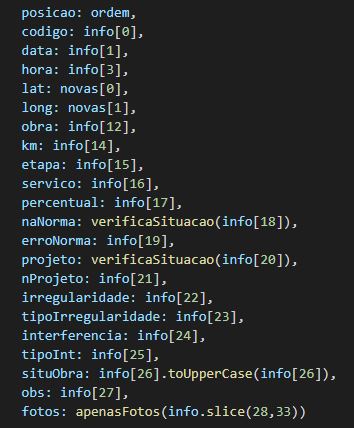 posicao: ordem,
codigo: info[0],
data: info[1],
hora: info[3],
lat: novas[0],
long: novas[1],
obra: info[12],
km: info[14],
etapa: info[15],
servico: info[16],
percentual: info[17],
naNorma: verificaSituacao(info[18]),
erroNorma: info[19],
projeto: verificaSituacao(info[20]),
nProjeto: info[21],
irregularidade: info[22],
tipoIrregularidade: info[23],
interferencia: info[24],
tipoInt: info[25],
situObra: info[26].toUpperCase(info[26]),
obs: info[27],
fotos: apenasFotos(info.slice(28,33))